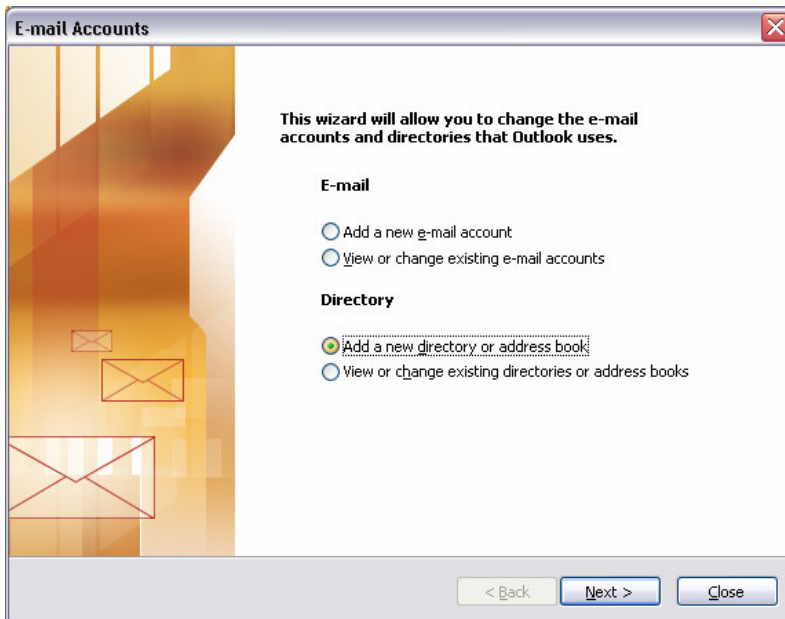 E-mail Accounts
This wizard will allow you to change the e-mail
accounts and directories that Outlook uses.
E-mail
Add a new e-mail account
View or change existing e-mail accounts
Directory
Add a new directory or address book
View or change existing directories or address books
< Back
Next >
Close